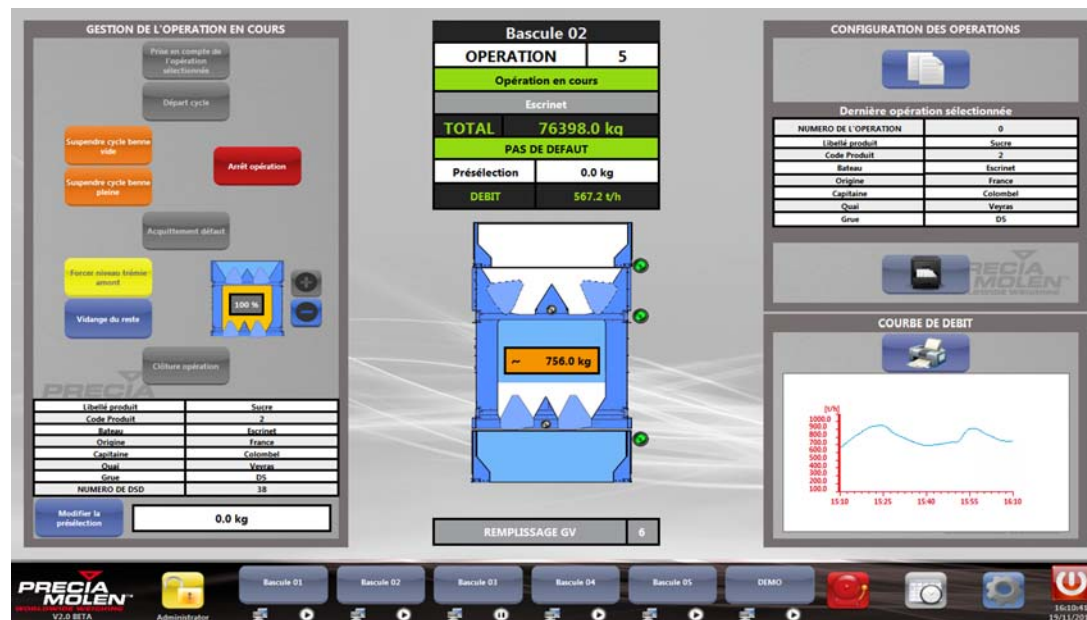 GESTION DE L'OPERATION EN COURS
Prise en compte de
l'opération
sélectionnée
Départ cycle
Suspendre cycle benne
vide
Suspendre cycle benne
pleine
Arrêt opération
Acquittement défaut
Forcer niveau trémie
amont
Vidange du reste
100 %
Clôture opération
PRECIA
Libellé produit Sucre
Code Produit 2
Bateau Escrinet
Origine France
Capitaine Colombel
Quai Veyras
Grue D5
NUMERO DE DSD 38
Modifier la
présélection
0.0 kg
Bascule 02
OPERATION 5
Opération en cours
Escrinet
TOTAL 76398.0 kg
PAS DE DEFAUT
Présélection 0.0 kg
DEBIT 567.2 t/h
~ 756.0 kg
REMPLISSAGE GV 6
CONFIGURATION DES OPERATIONS
Dernière opération sélectionnée
NUMERO DE L'OPERATION 0
Libellé produit Sucre
Code Produit 2
Bateau Escrinet
Origine France
Capitaine Colombel
Quai Veyras
Grue D5
PRECIA
MOLEN
WORLDWIDE WEIGHING
COURBE DE DEBIT
[t/h]
1000.0
900.0
800.0
700.0
600.0
500.0
400.0
300.0
200.0
100.0
15:10 15:25 15:40 15:55 16:10
PRECIA
MOLEN
WORLDWIDE WEIGHING
V2.0 BETA
Administrator
Bascule 01
Bascule 02
Bascule 03
Bascule 04
Bascule 05
DEMO
16:10:41